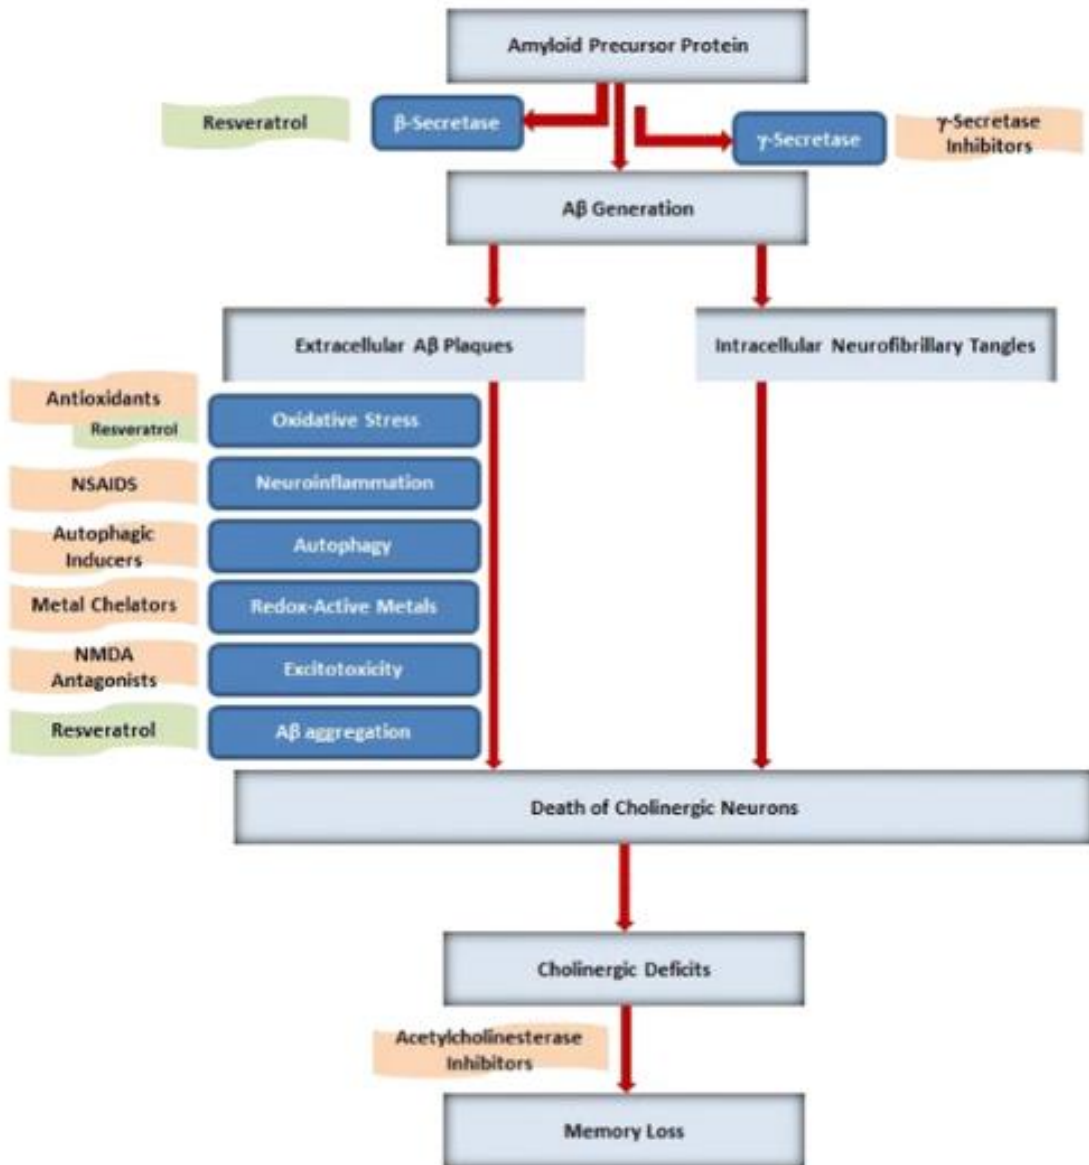 Amyloid Precursor Protein
Resveratrol
β-Secretase
γ-Secretase
γ-Secretase
Inhibitors
Aβ Generation
Extracellular Aβ Plaques
Intracellular Neurofibrillary Tangles
Antioxidants
Resveratrol
Oxidative Stress
NSAIDS
Neuroinflammation
Autophagic
Inducers
Autophagy
Metal Chelators
Redox-Active Metals
NMDA
Antagonists
Excitotoxicity
Resveratrol
Aβ aggregation
Death of Cholinergic Neurons
Cholinergic Deficits
Acetylcholinesterase
Inhibitors
Memory Loss